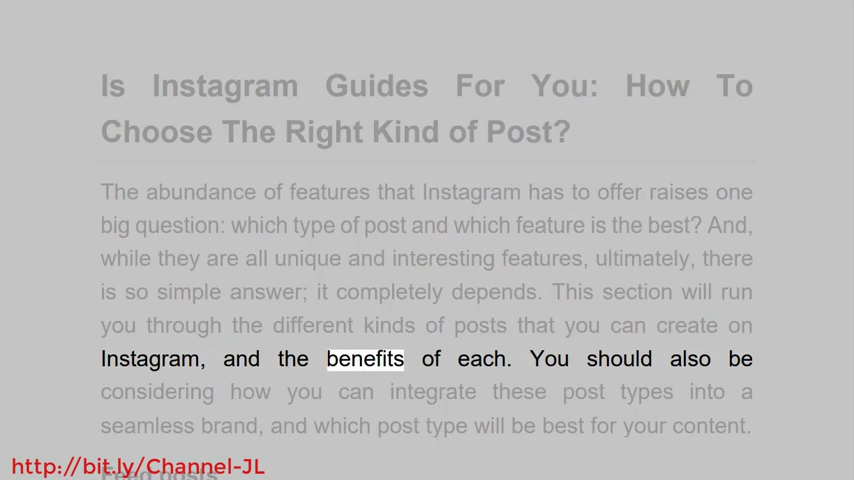 Is Instagram Guides For You: How To
Choose The Right Kind of Post?
The abundance of features that Instagram has to offer raises one
big question: which type of post and which feature is the best? And,
while they are all unique and interesting features, ultimately, there
is so simple answer; it completely depends. This section will run
you through the different kinds of posts that you can create on
Instagram, and the benefits of each. You should also be
considering how you can integrate these post types into a
seamless brand, and which post type will be best for your content.
http://bit.ly/Channel-JL
Feed posts